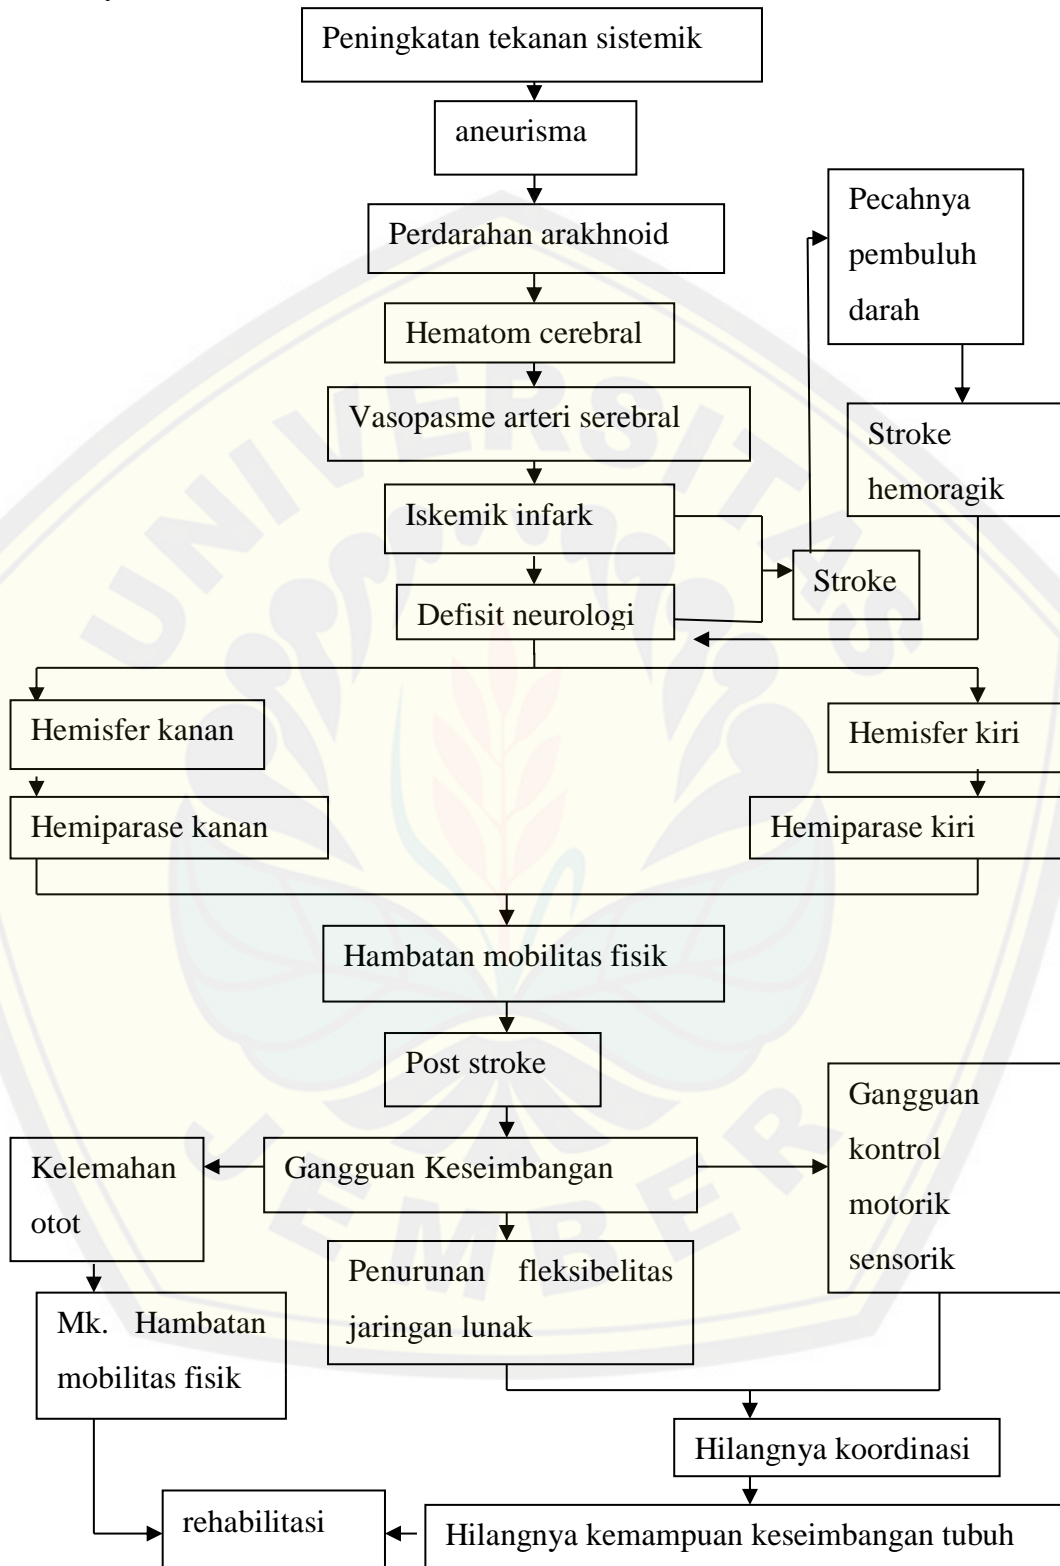 Peningkatan tekanan sistemik
aneurisma
Perdarahan arakhnoid
Pecahnya
pembuluh
darah
Hematom cerebral
Vasopasme arteri serebral
Stroke
hemoragik
Iskemik infark
Stroke
Defisit neurologi
Hemisfer kanan
Hemisfer kiri
Hemiparase kanan
Hemiparase kiri
Hambatan mobilitas fisik
Post stroke
Gangguan
kontrol
motorik
sensorik
Kelemahan
otot
Gangguan Keseimbangan
Penurunan fleksibelitas
jaringan lunak
Mk. Hambatan
mobilitas fisik
Hilangnya koordinasi
rehabilitasi
Hilangnya kemampuan keseimbangan tubuh
UNIVERSITAS
JEMBER